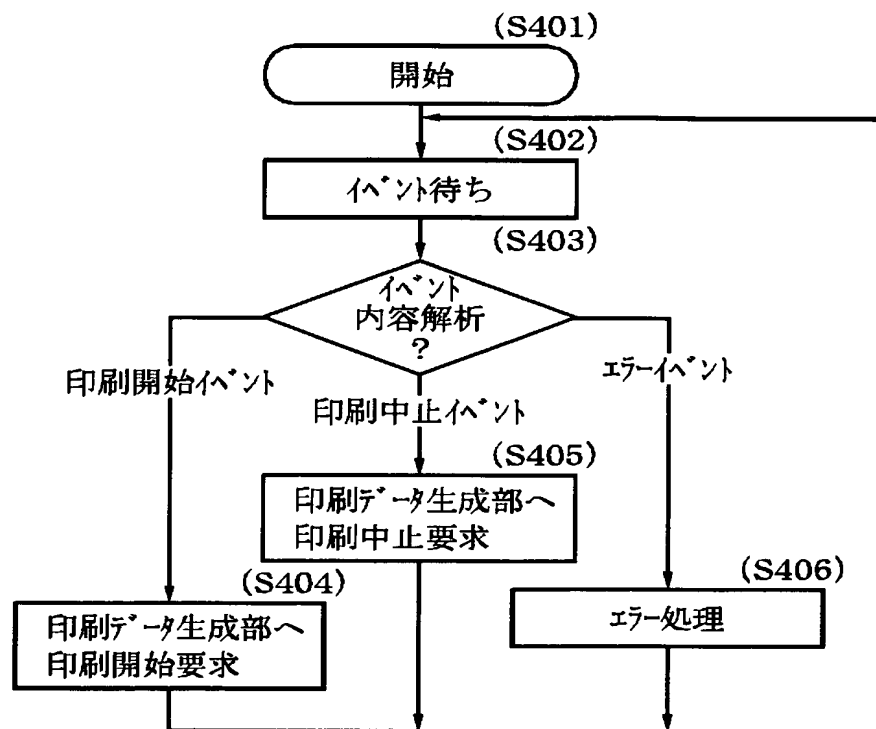 (S401)
開始
(S402)
イベント待ち
(S403)
イベント
内容解析
?
印刷開始イベント
印刷中止イベント
エラーイベント
(S405)
印刷データ生成部へ
印刷中止要求
(S404)
印刷データ生成部へ
印刷開始要求
(S406)
エラー処理